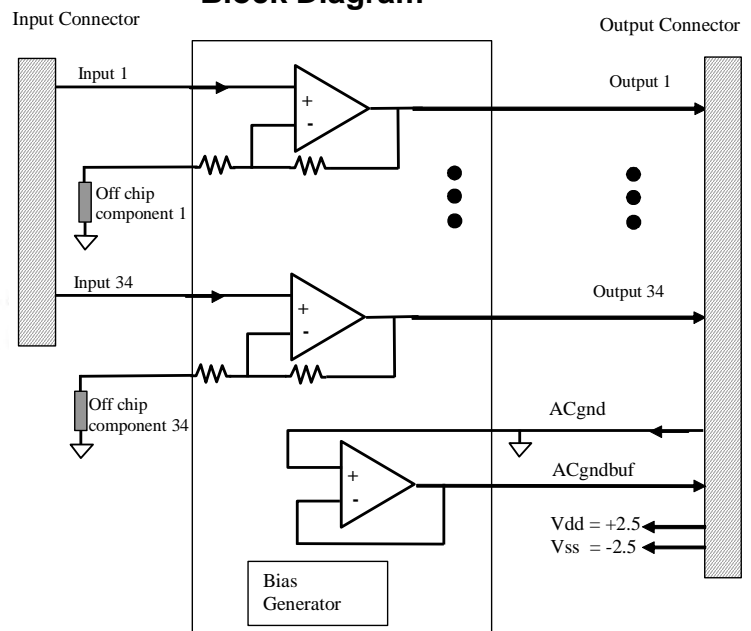 Block Diagram
Input Connector
Output Connector
Input 1
Output 1
+
-
Off chip
component 1
Input 34
Output 34
+
-
Off chip
component 34
ACgnd
ACgndbuf
+
-
Vdd = +2.5
Vss = -2.5
Bias
Generator